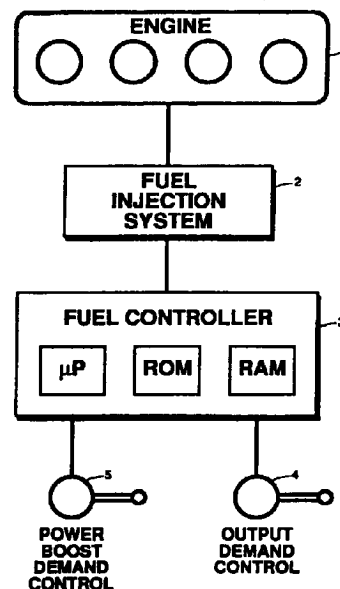 ENGINE
FUEL
INJECTION
SYSTEM
2
FUEL CONTROLLER
3
µP
ROM
RAM
5
4
POWER
BOOST
DEMAND
CONTROL
OUTPUT
DEMAND
CONTROL